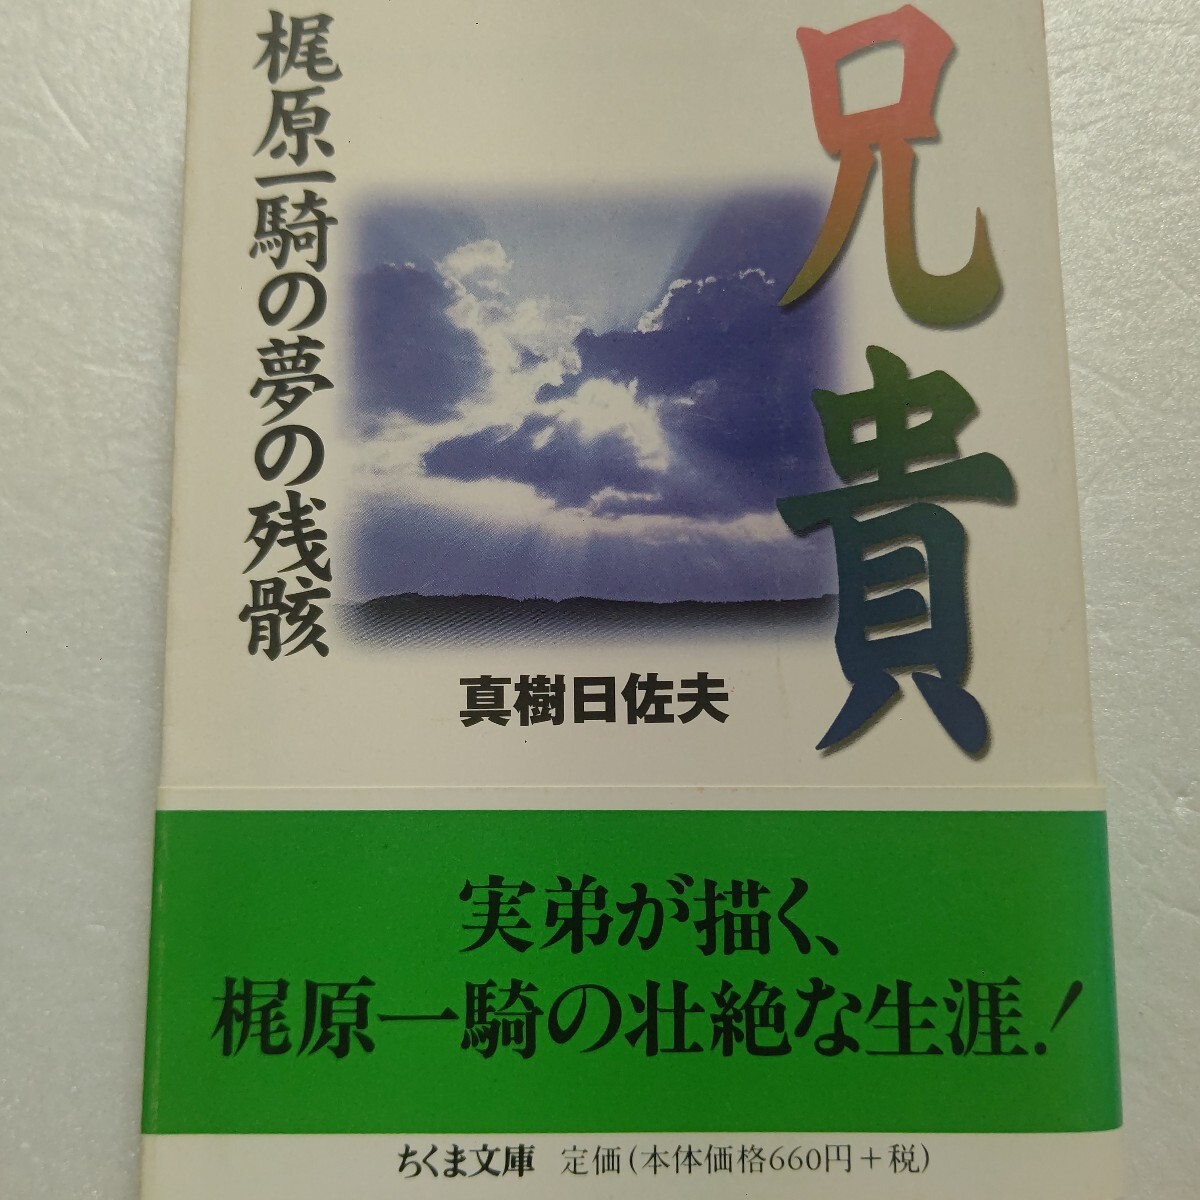 兄貴
梶原一騎の夢の残骸
真樹日佐夫
実弟が描く、
梶原一騎の壮絶な生涯!
ちくま文庫 定価(本体価格660円+税)